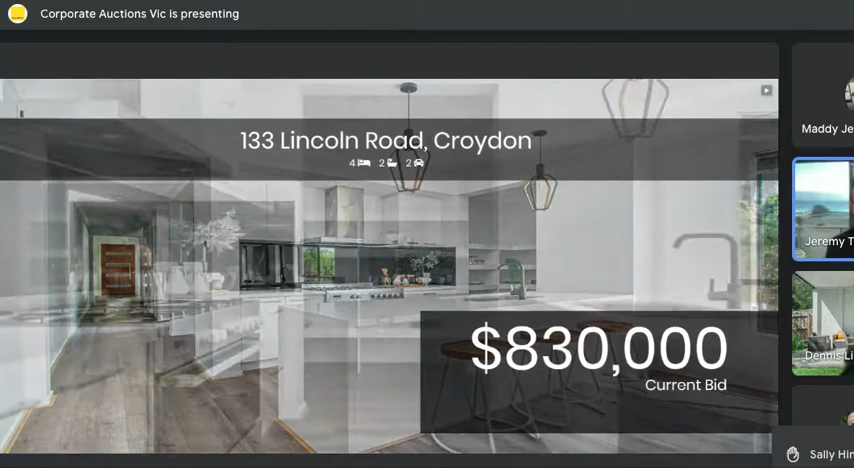 Corporate Auctions Vic is presenting
133 Lincoln Road, Croydon
4 2 2
$830,000
Current Bid
Maddy Je
Jeremy T
Dennis Li
Sally Hin